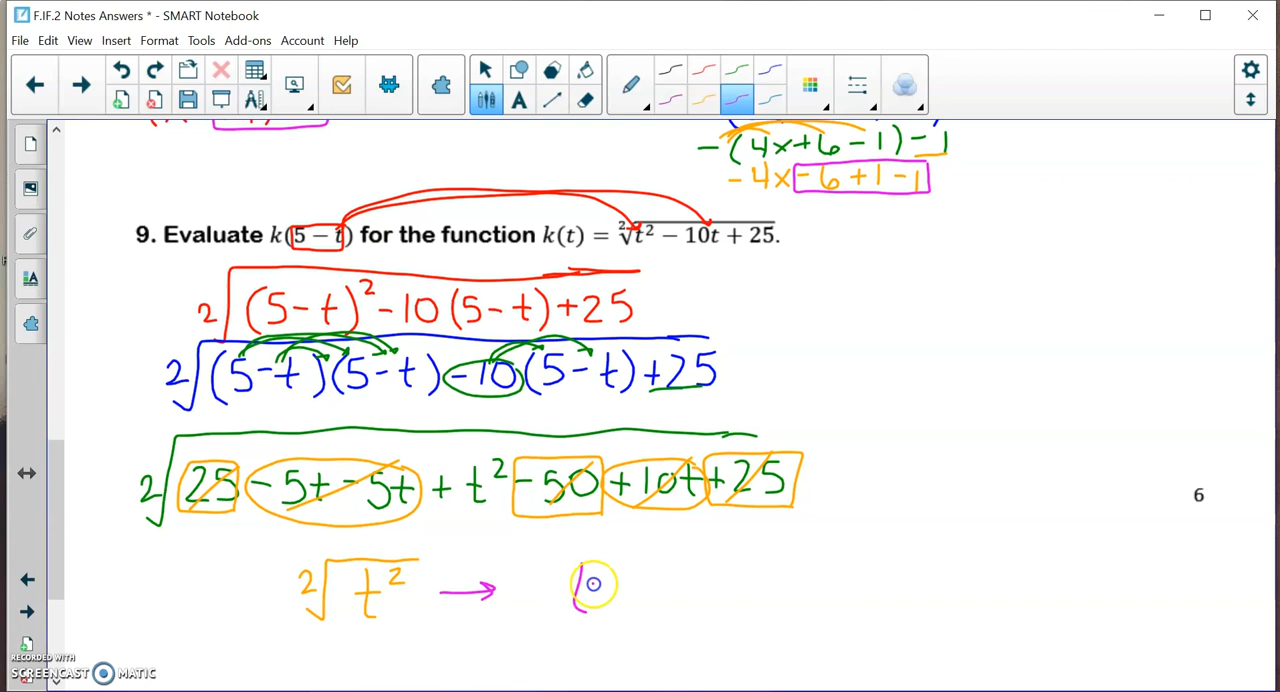 F.IF.2 Notes Answers * - SMART Notebook
File Edit View Insert Format Tools Add-ons Account Help
-(4x+6-1)-1
-4x-6+1-1
9. Evaluate k(5 − t) for the function k(t) = ²√t² − 10t + 25.
²√(5-t)²-10(5-t)+25
²√(5-t)(5-t)-10(5-t)+25
²√25-5t-5t+t²-50+10t+25
6
²√t² →
RECORDED WITH
SCREENCAST MATIC